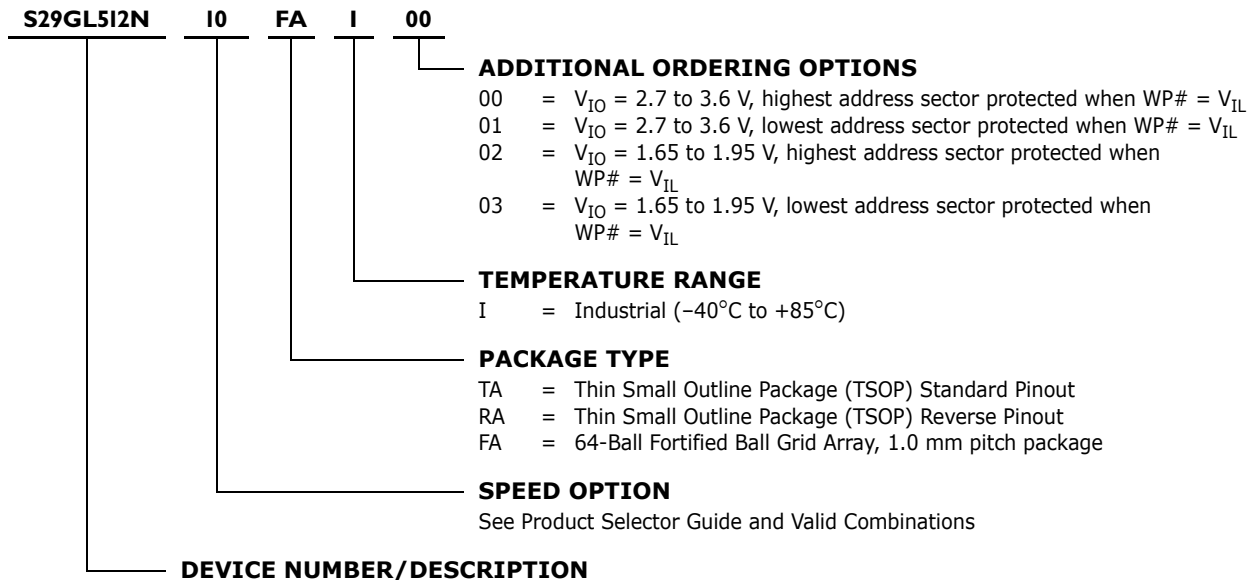 S29GL512N 10 FA I 00
ADDITIONAL ORDERING OPTIONS
00 = VIO = 2.7 to 3.6 V, highest address sector protected when WP# = VIL
01 = VIO = 2.7 to 3.6 V, lowest address sector protected when WP# = VIL
02 = VIO = 1.65 to 1.95 V, highest address sector protected when
WP# = VIL
03 = VIO = 1.65 to 1.95 V, lowest address sector protected when
WP# = VIL
TEMPERATURE RANGE
I = Industrial (–40°C to +85°C)
PACKAGE TYPE
TA = Thin Small Outline Package (TSOP) Standard Pinout
RA = Thin Small Outline Package (TSOP) Reverse Pinout
FA = 64-Ball Fortified Ball Grid Array, 1.0 mm pitch package
SPEED OPTION
See Product Selector Guide and Valid Combinations
DEVICE NUMBER/DESCRIPTION